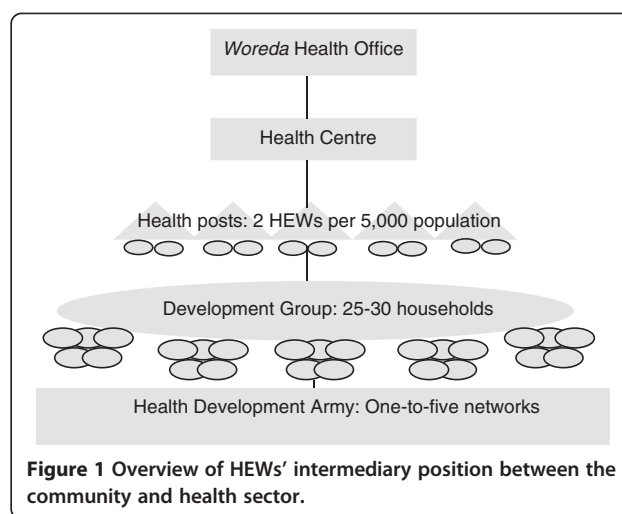 Woreda Health Office
Health Centre
Health posts: 2 HEWs per 5,000 population
Development Group: 25-30 households
Health Development Army: One-to-five networks
Figure 1 Overview of HEWs' intermediary position between the
community and health sector.